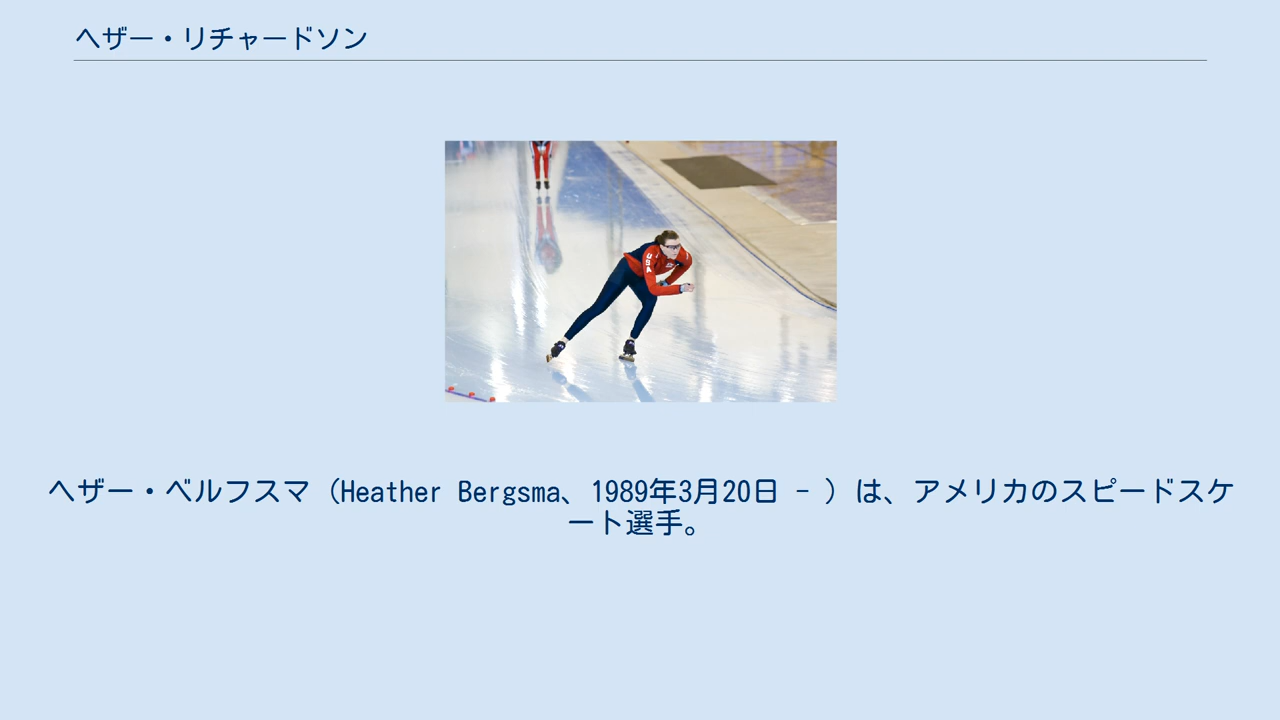 ヘザー・リチャードソン
USA
ヘザー・ベルフスマ（Heather Bergsma、1989年3月20日 - ）は、アメリカのスピードスケ
ート選手。